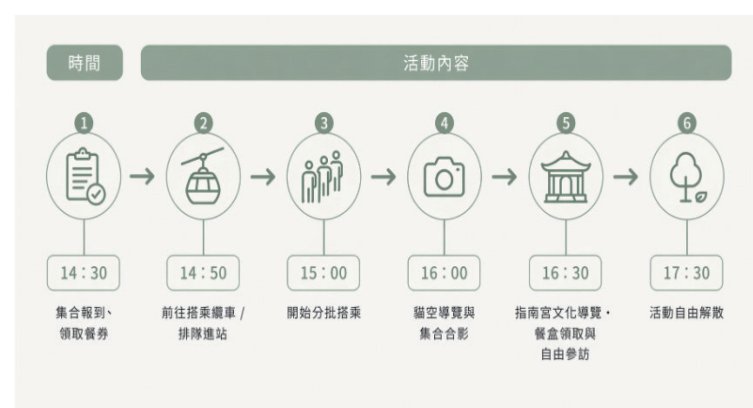 時間
活動內容
1
2
3
4
5
6
14：30
14：50
15：00
16：00
16：30
17：30
集合報到、
領取餐券
前往搭乘纜車 /
排隊進站
開始分批搭乘
貓空導覽與
集合合影
指南宮文化導覽・
餐盒領取與
自由參訪
活動自由解散